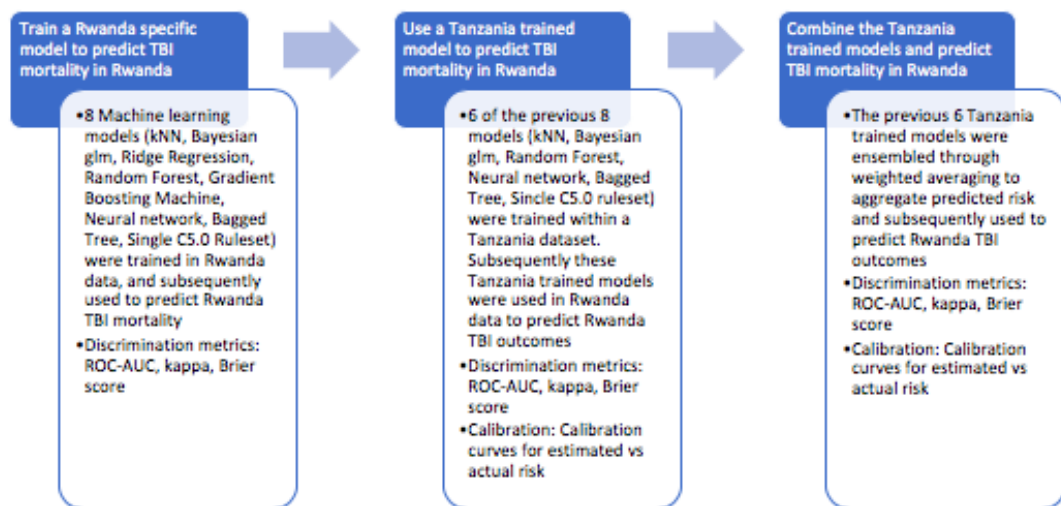 Train a Rwanda specific
model to predict TBI
mortality in Rwanda
•8 Machine learning
models (kNN, Bayesian
glm, Ridge Regression,
Random Forest, Gradient
Boosting Machine,
Neural network, Bagged
Tree, Single C5.0 Ruleset)
were trained in Rwanda
data, and subsequently
used to predict Rwanda
TBI mortality
•Discrimination metrics:
ROC-AUC, kappa, Brier
score
Use a Tanzania trained
model to predict TBI
mortality in Rwanda
•6 of the previous 8
models (kNN, Bayesian
glm, Random Forest,
Neural network, Bagged
Tree, Sincle C5.0 ruleset)
were trained within a
Tanzania dataset.
Subsequently these
Tanzania trained models
were used in Rwanda
data to predict Rwanda
TBI outcomes
•Discrimination metrics:
ROC-AUC, kappa, Brier
score
•Calibration: Calibration
curves for estimated vs
actual risk
Combine the Tanzania
trained models and predict
TBI mortality in Rwanda
•The previous 6 Tanzania
trained models were
ensembled through
weighted averaging to
aggregate predicted risk
and subsequently used to
predict Rwanda TBI
outcomes
•Discrimination metrics:
ROC-AUC, kappa, Brier
score
•Calibration: Calibration
curves for estimated vs
actual risk